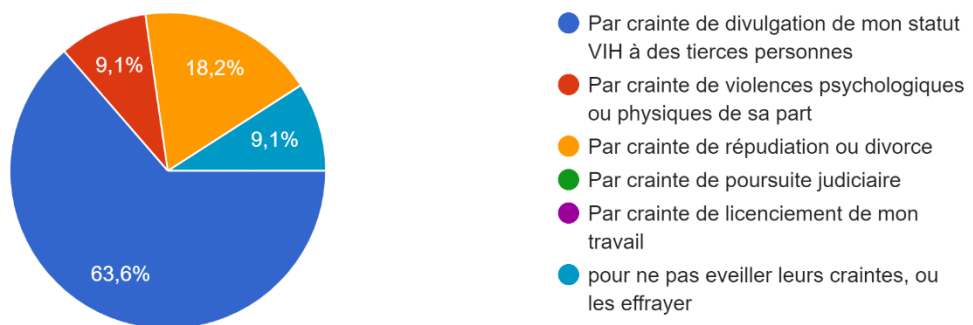 9,1%
18,2%
9,1%
63,6%
Par crainte de divulgation de mon statut
VIH à des tierces personnes
Par crainte de violences psychologiques
ou physiques de sa part
Par crainte de répudiation ou divorce
Par crainte de poursuite judiciaire
Par crainte de licenciement de mon
travail
pour ne pas eveiller leurs craintes, ou
les effrayer